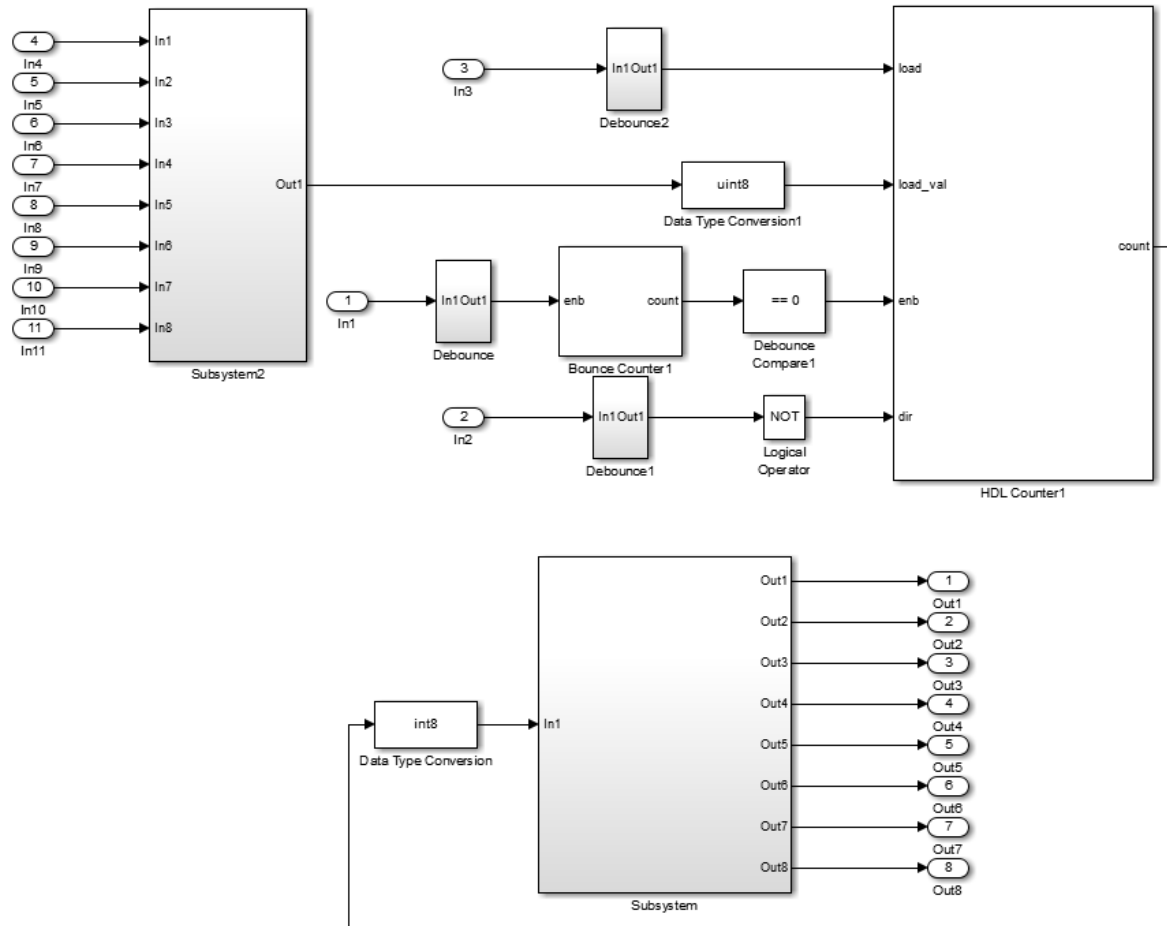 4
In4
5
In5
6
In6
7
In7
8
In8
9
In9
10
In10
11
In11
In1
In2
In3
In4
In5
In6
In7
In8
Out1
Subsystem2
3
In3
In1 Out1
Debounce2
uint8
Data Type Conversion1
1
In1
In1 Out1
Debounce
enb
count
Bounce Counter1
== 0
Debounce
Compare1
2
In2
In1 Out1
Debounce1
NOT
Logical
Operator
load
load_val
enb
dir
count
HDL Counter1
int8
Data Type Conversion
In1
Out1
Out2
Out3
Out4
Out5
Out6
Out7
Out8
Subsystem
1
Out1
2
Out2
3
Out3
4
Out4
5
Out5
6
Out6
7
Out7
8
Out8